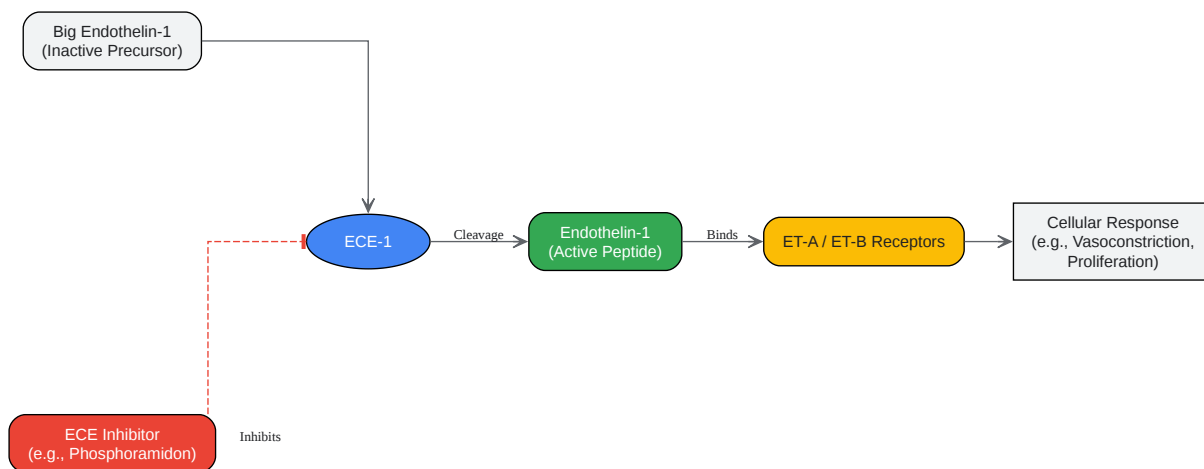 Big Endothelin-1
(Inactive Precursor)
ECE-1
Cleavage
Endothelin-1
(Active Peptide)
Binds
ET-A / ET-B Receptors
Cellular Response
(e.g., Vasoconstriction,
Proliferation)
ECE Inhibitor
(e.g., Phosphoramidon)
Inhibits